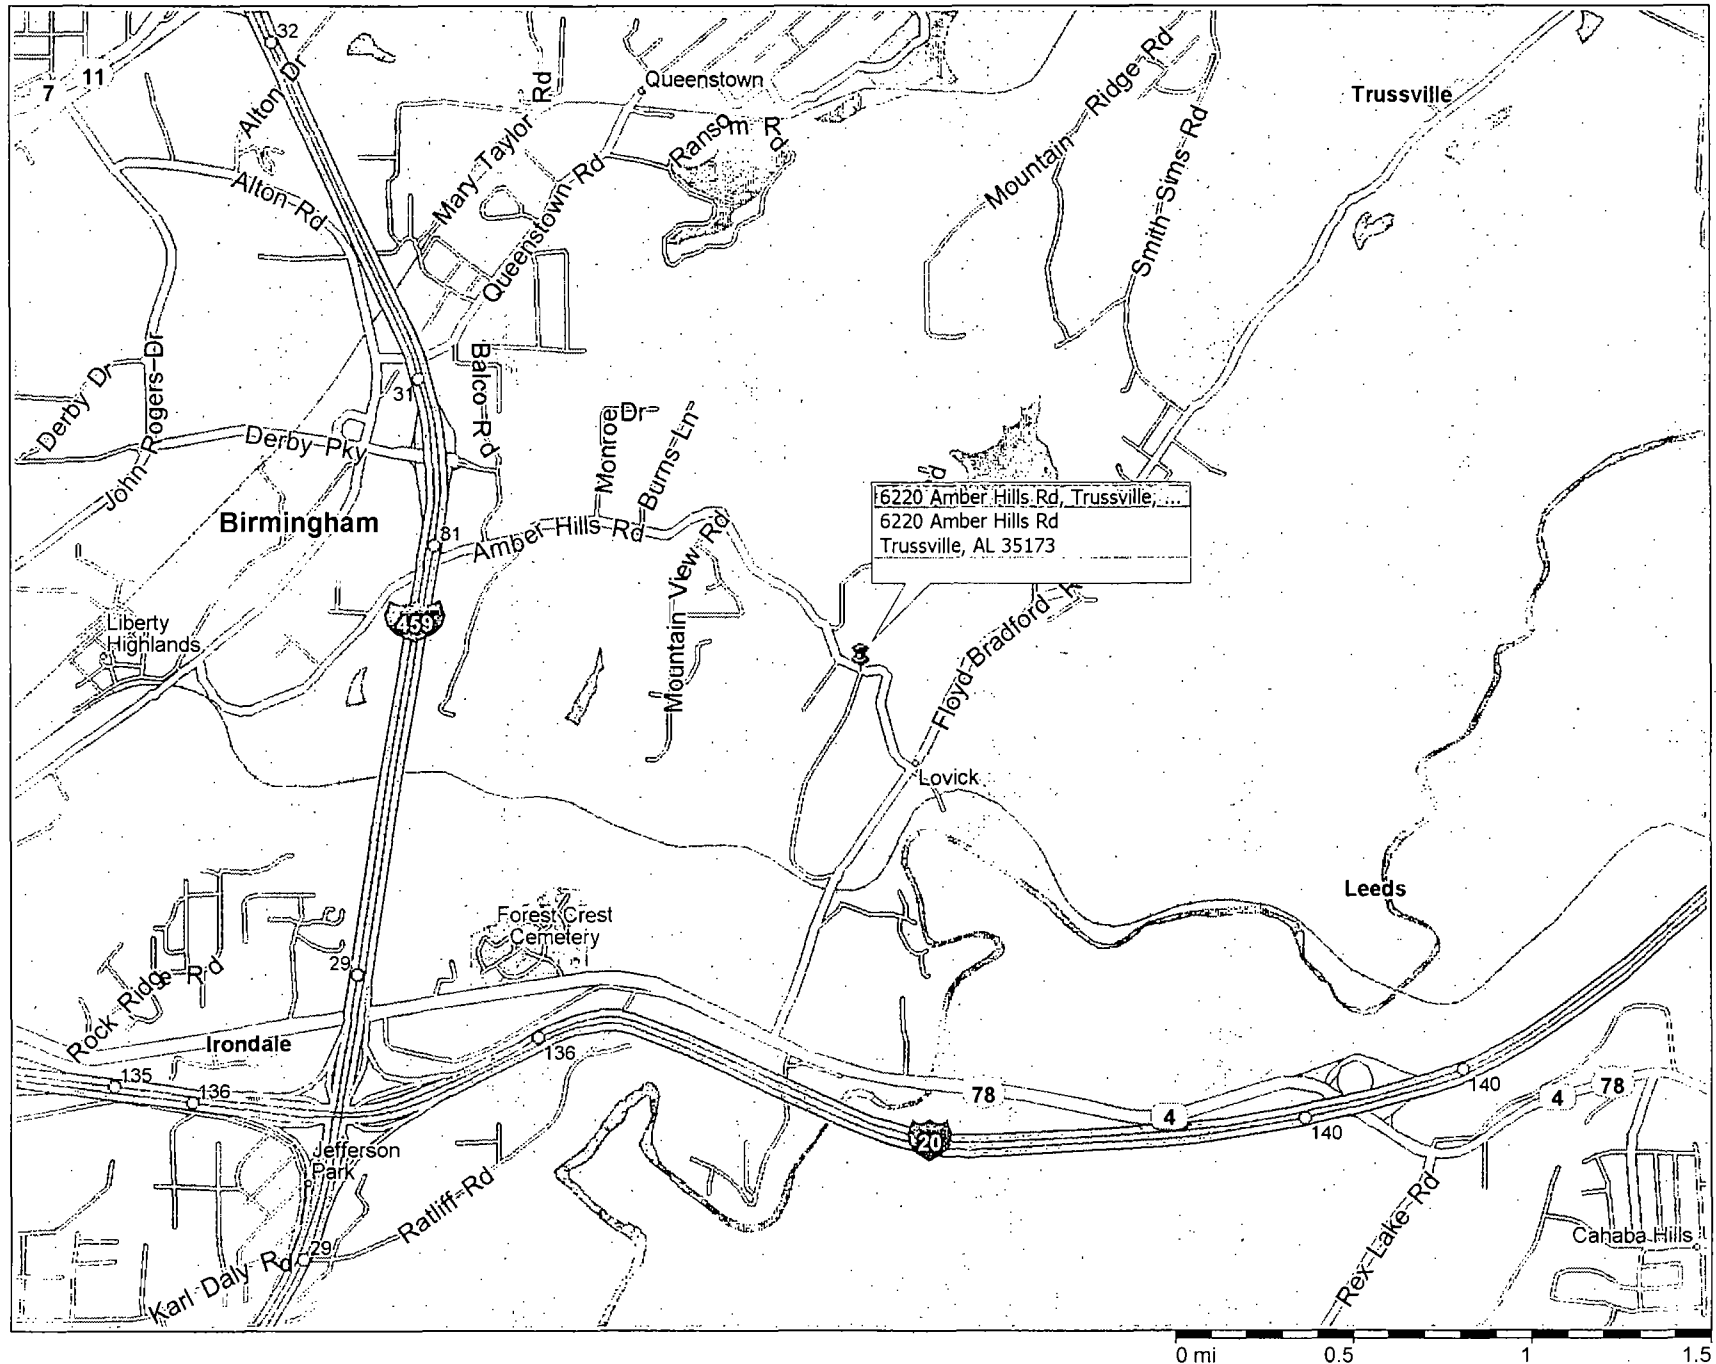 32
11
7
Alton Dr
Queenstown
Trussville
Mary Taylor Rd
Ransom Rd
Mountain Ridge Rd
Smith Sims Rd
Alton Rd
Queenstown Rd
Derby Dr
John Rogers Dr
31
Balco Rd
Derby Pky
Monroe Dr
Burns Ln
6220 Amber Hills Rd, Trussville, ...
6220 Amber Hills Rd
Trussville, AL 35173
Birmingham
31
Amber Hills Rd
Mountain View Rd
459
Liberty
Highlands
Floyd Bradford R
Lovick
Leeds
Forest Crest
Cemetery
29
Rock Ridge Rd
Irondale
135
136
136
78
4
20
140
140
4
78
Jefferson
Park
Ratliff Rd
29
Karl Daly Rd
Rex Lake Rd
Cahaba Hills
0 mi
0.5
1
1.5